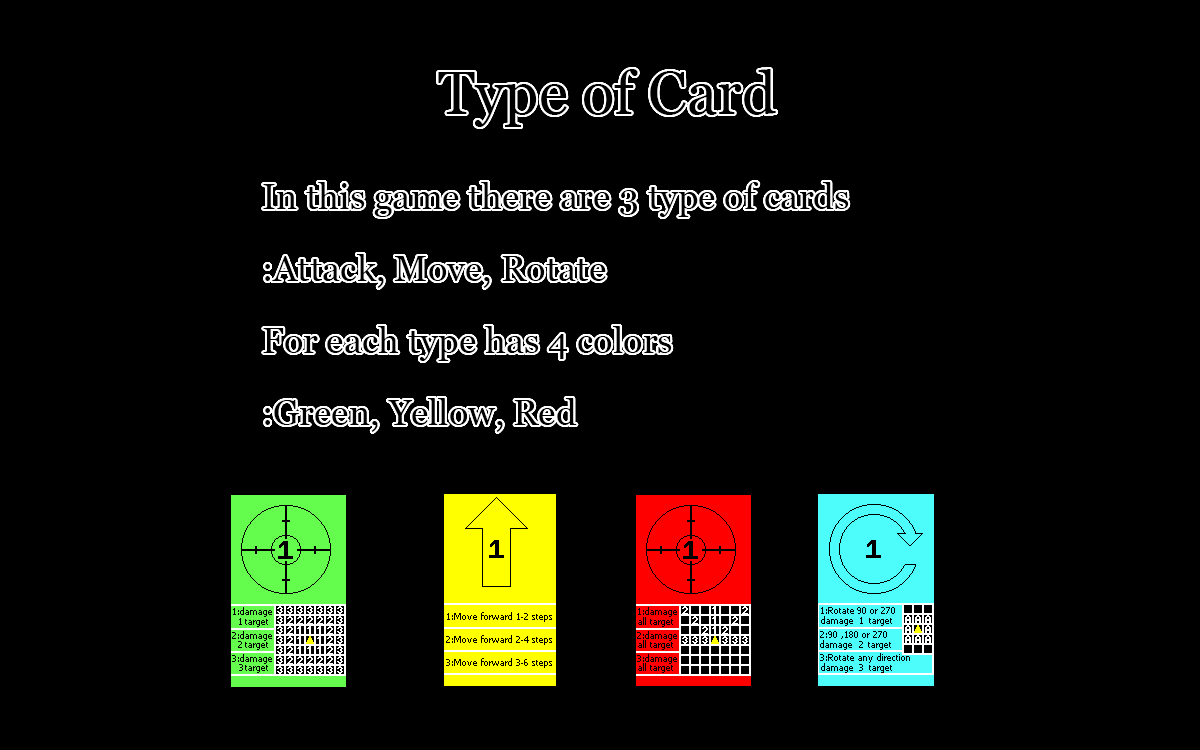 Type of Card
In this game there are 3 type of cards
:Attack, Move, Rotate
For each type has 4 colors
:Green, Yellow, Red
1 1 1 1
1:damage
1 target
2:damage
2 target
3:damage
3target
1:Move forward 1-2 steps
2:Move forward 2-4 steps
3:Move forward 3-6 steps
1:damage
all target
2:damage
all target
3:damage
all target
1:Rotate 90 or 270
damage 1 target
2:90 ,180 or 270
damage 2 target
3:Rotate any direction
damage 3 target